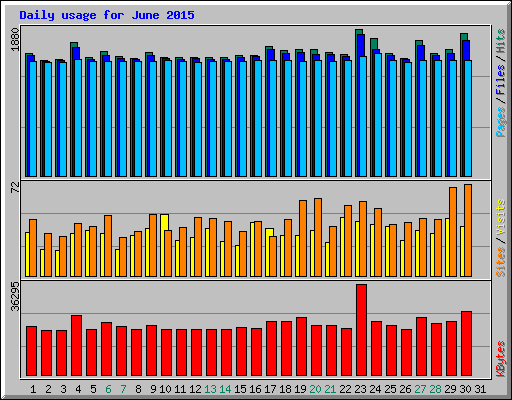 Daily usage for June 2015
1880
Pages / Files / Hits
72
Sites / Visits
36295
KBytes
1 2 3 4 5 6 7 8 9 10 11 12 13 14 15 16 17 18 19 20 21 22 23 24 25 26 27 28 29 30 31